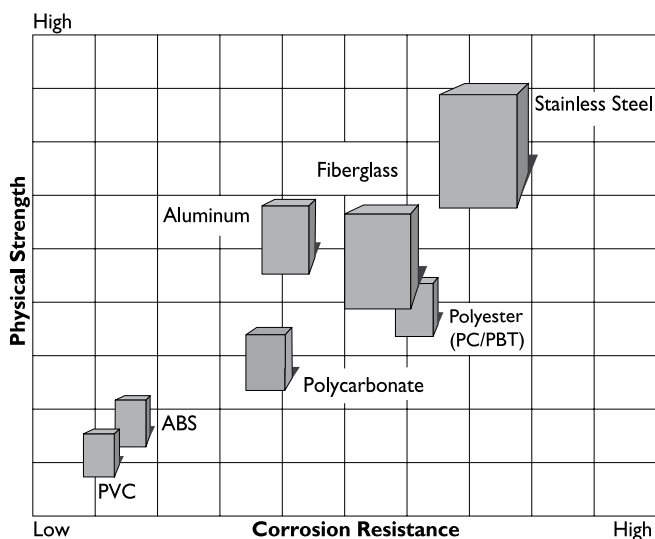 High
Stainless Steel
Fiberglass
Aluminum
Physical Strength
Polyester
(PC/PBT)
Polycarbonate
ABS
PVC
Low
Corrosion Resistance
High